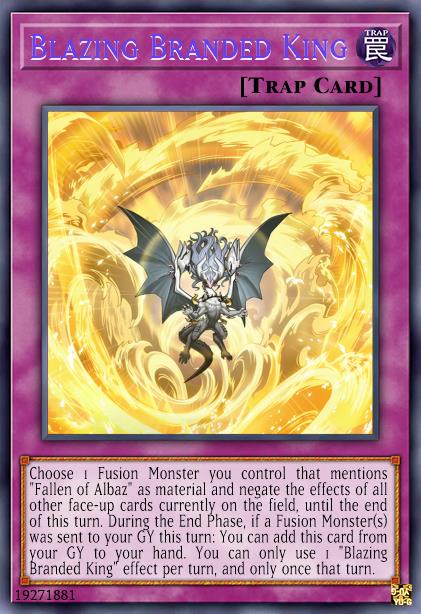 Blazing Branded King
TRAP
罠
[Trap Card]
Choose 1 Fusion Monster you control that mentions
"Fallen of Albaz" as material and negate the effects of all
other face-up cards currently on the field, until the end
of this turn. During the End Phase, if a Fusion Monster(s)
was sent to your GY this turn: You can add this card from
your GY to your hand. You can only use 1 "Blazing
Branded King" effect per turn, and only once that turn.
19271881